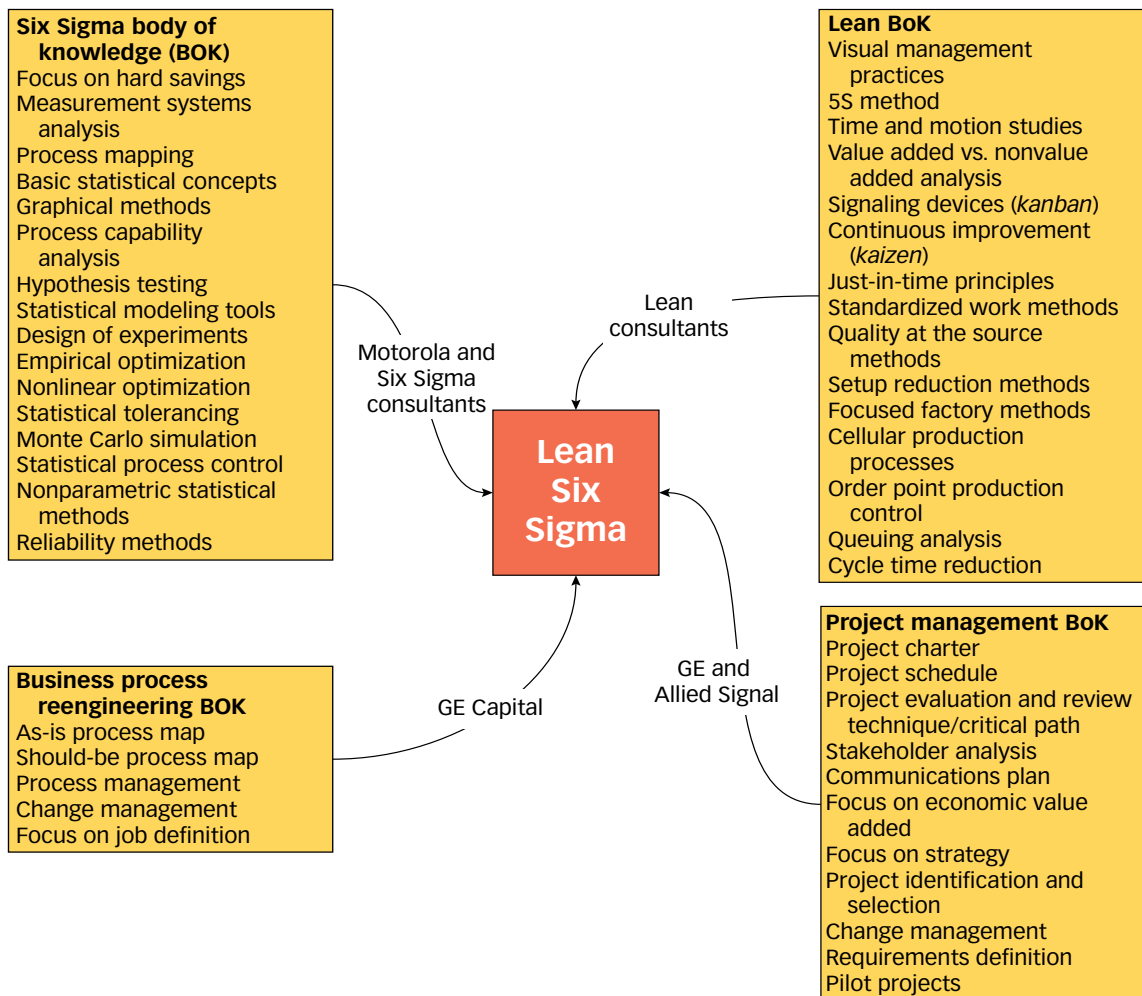 Six Sigma body of
knowledge (BOK)
Focus on hard savings
Measurement systems
analysis
Process mapping
Basic statistical concepts
Graphical methods
Process capability
analysis
Hypothesis testing
Statistical modeling tools
Design of experiments
Empirical optimization
Nonlinear optimization
Statistical tolerancing
Monte Carlo simulation
Statistical process control
Nonparametric statistical
methods
Reliability methods
Motorola and
Six Sigma
consultants
Lean
consultants
Lean BoK
Visual management
practices
5S method
Time and motion studies
Value added vs. nonvalue
added analysis
Signaling devices (kanban)
Continuous improvement
(kaizen)
Just-in-time principles
Standardized work methods
Quality at the source
methods
Setup reduction methods
Focused factory methods
Cellular production
processes
Order point production
control
Queuing analysis
Cycle time reduction
Lean
Six
Sigma
Business process
reengineering BOK
As-is process map
Should-be process map
Process management
Change management
Focus on job definition
GE Capital
GE and
Allied Signal
Project management BoK
Project charter
Project schedule
Project evaluation and review
technique/critical path
Stakeholder analysis
Communications plan
Focus on economic value
added
Focus on strategy
Project identification and
selection
Change management
Requirements definition
Pilot projects